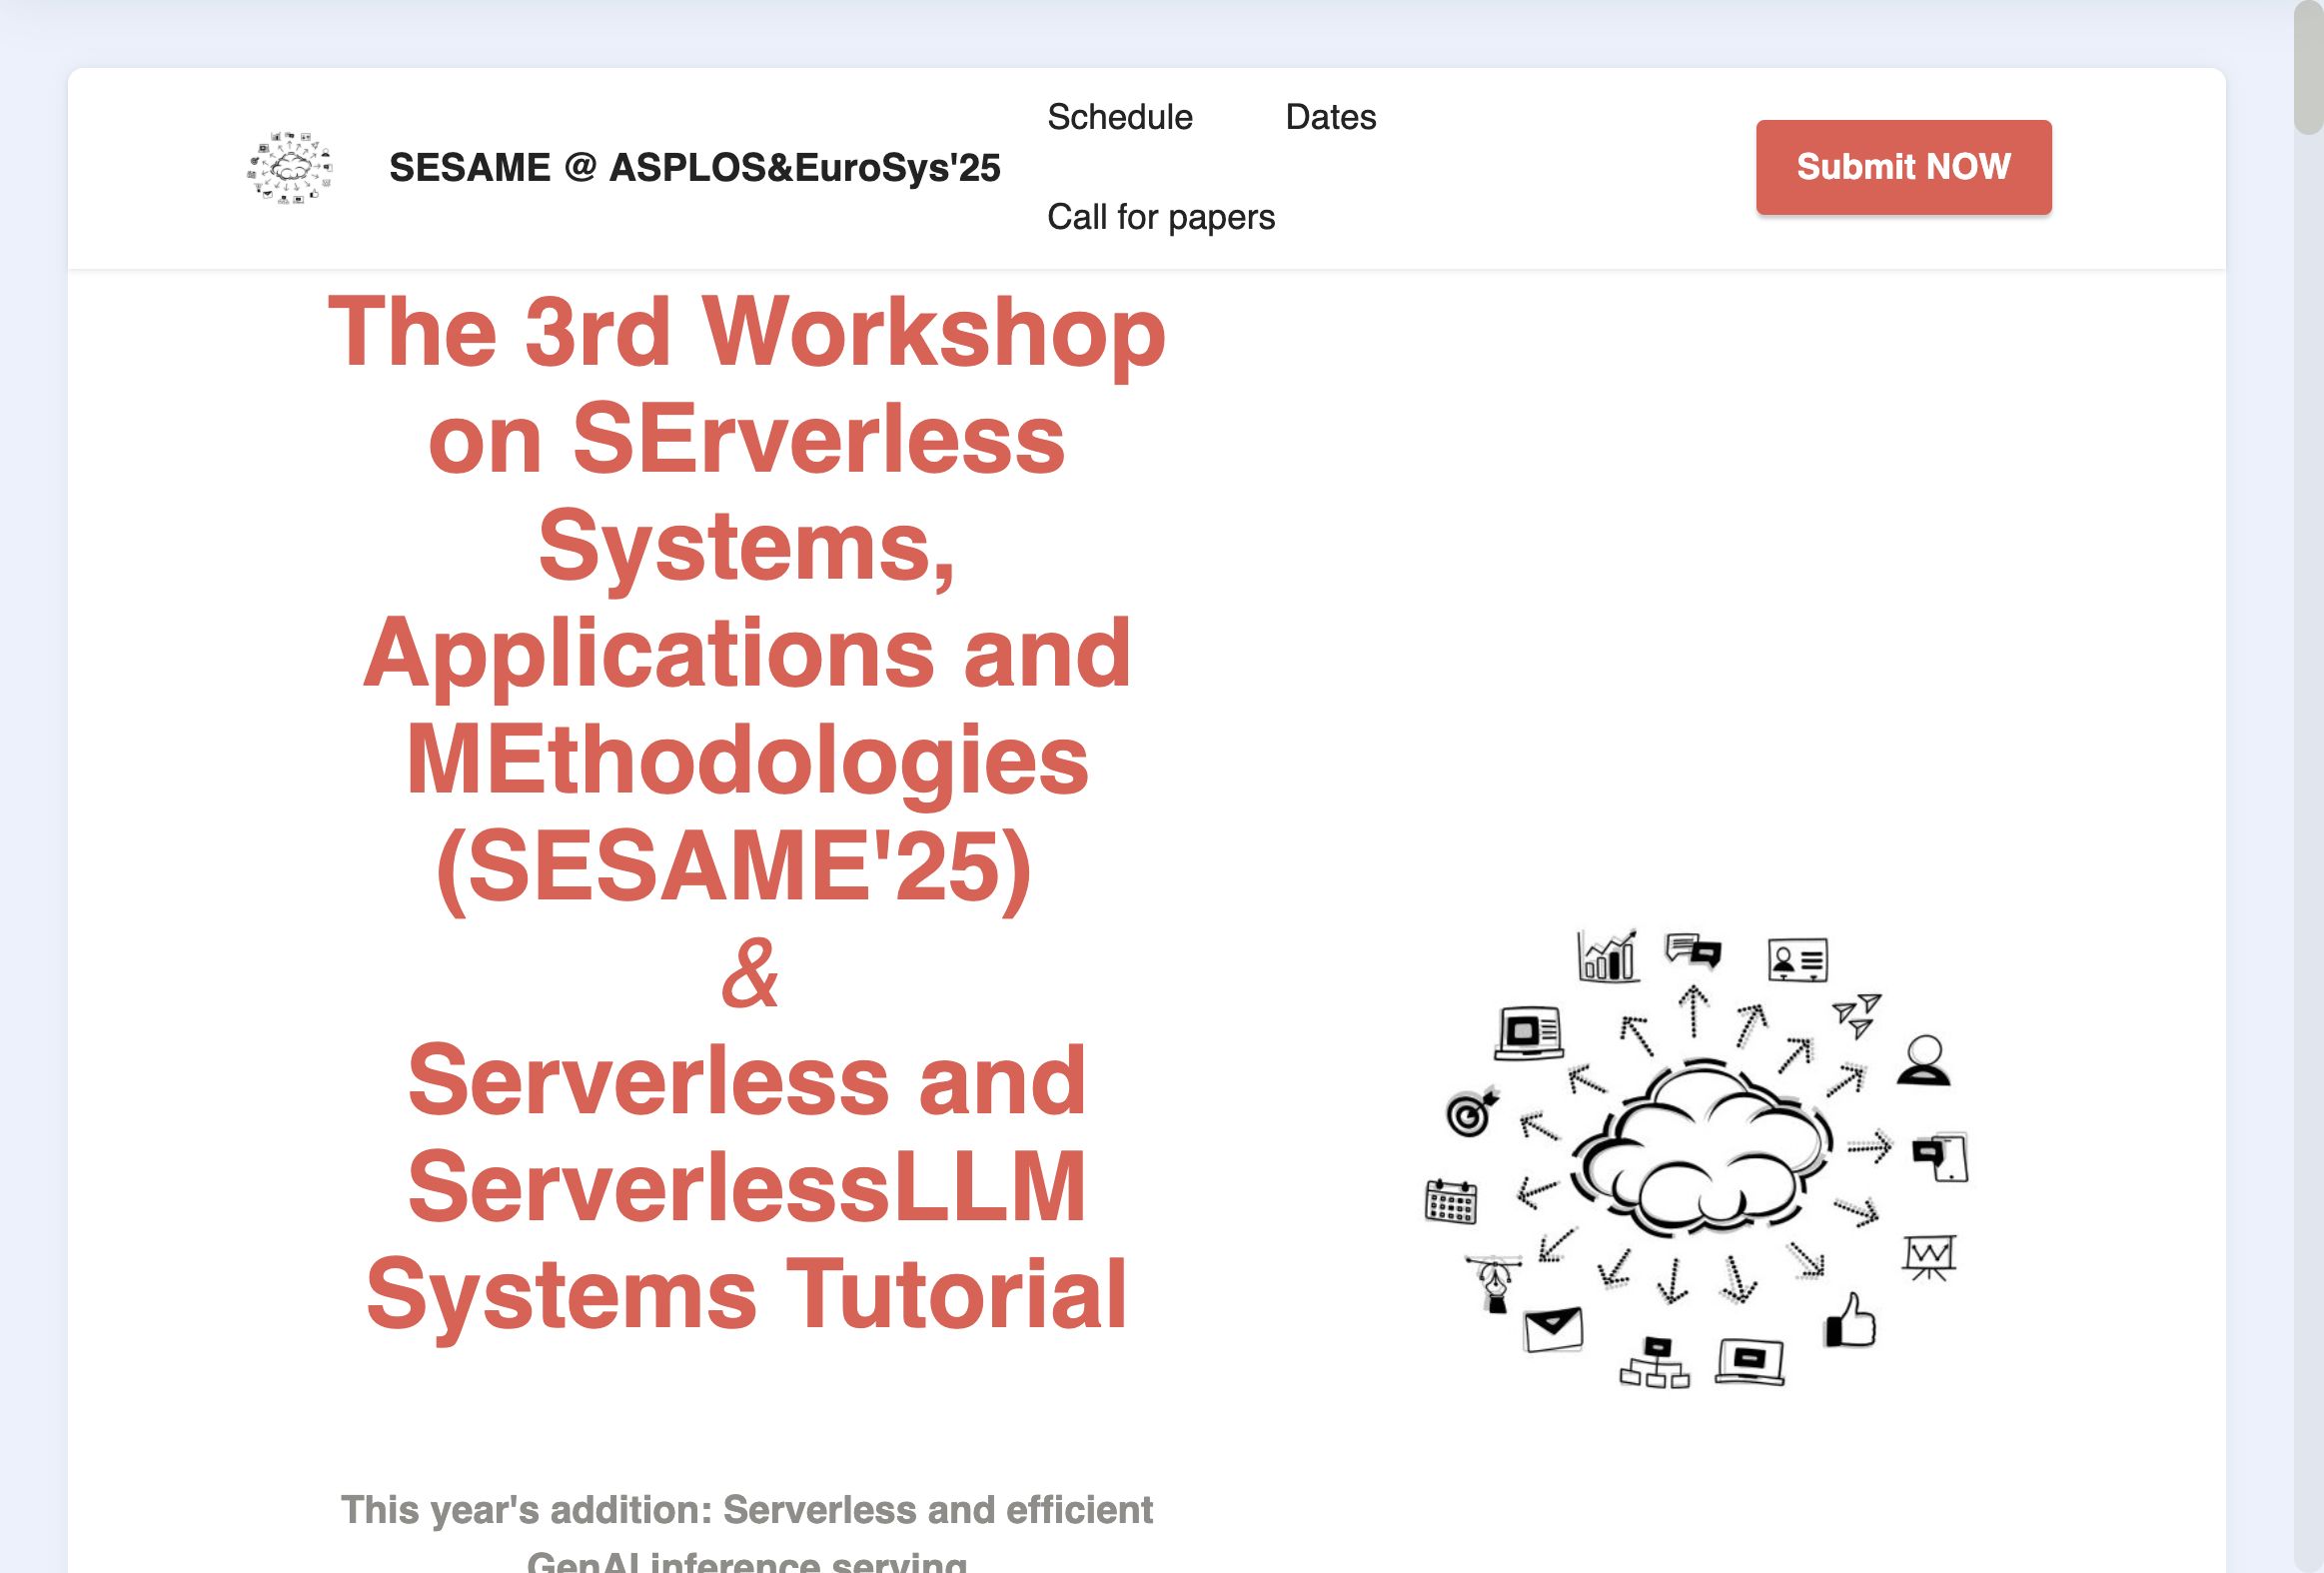 SESAME @ ASPLOS&EuroSys'25
Schedule
Dates
Call for papers
Submit NOW
The 3rd Workshop
on SErverless
Systems,
Applications and
MEthodologies
(SESAME'25)
&
Serverless and
ServerlessLLM
Systems Tutorial
This year's addition: Serverless and efficient
GenAI inference serving